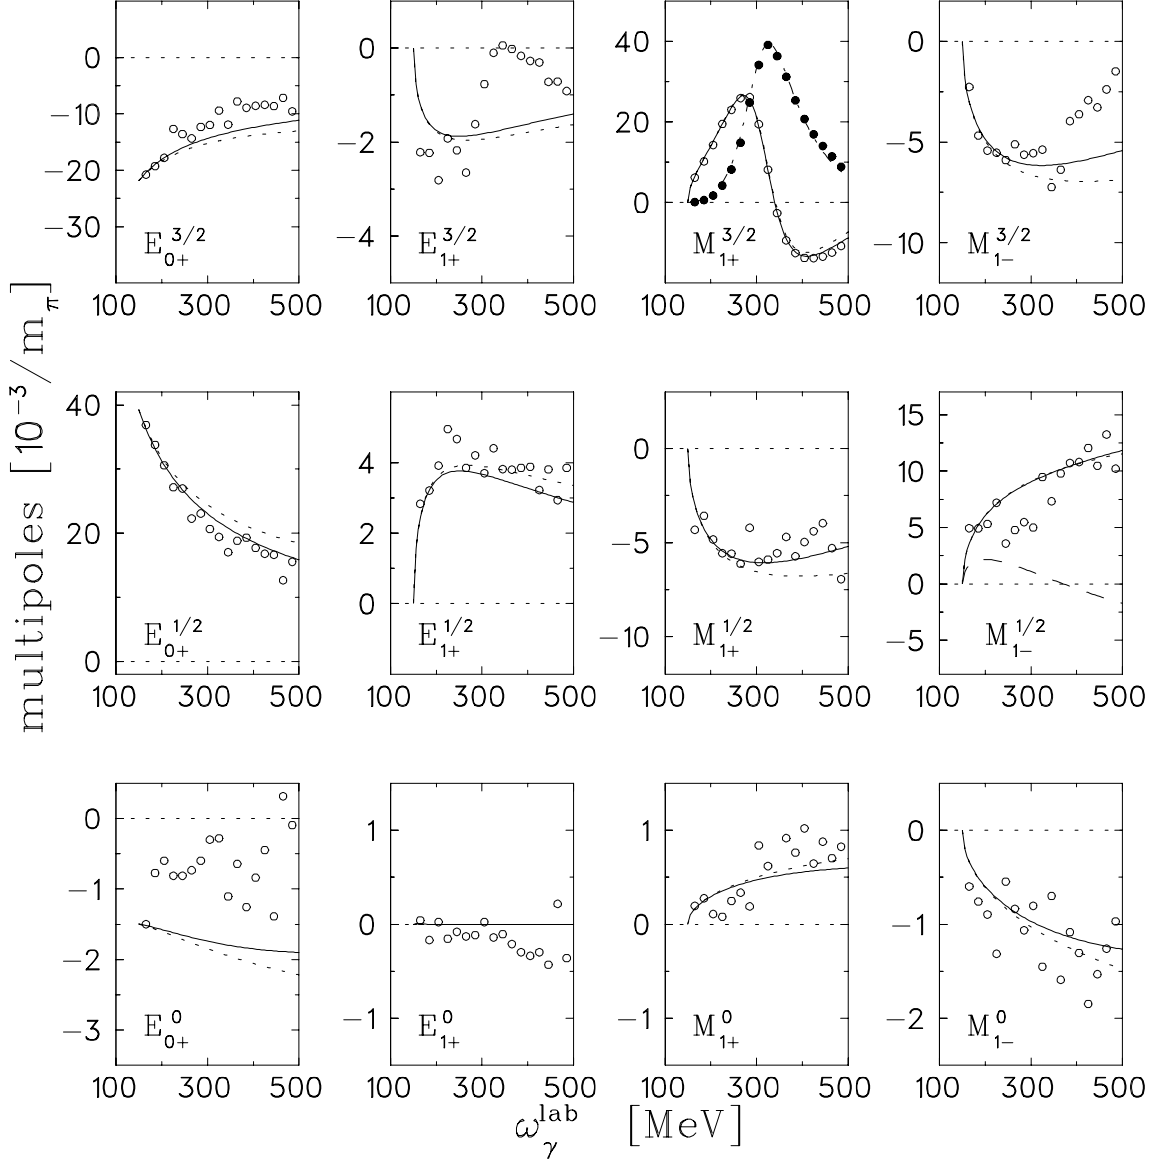 multipoles [10⁻³/m_π]
0 −10 −20 −30
E₀₊^3/2
100 300 500
0 −2 −4
E₁₊^3/2
100 300 500
40 20 0
M₁₊^3/2
100 300 500
0 −5 −10
M₁₋^3/2
100 300 500
40 20 0
E₀₊^1/2
100 300 500
4 2 0
E₁₊^1/2
100 300 500
0 −5 −10
M₁₊^1/2
100 300 500
15 10 5 0 −5
M₁₋^1/2
100 300 500
0 −1 −2 −3
E₀₊^0
100 300 500
1 0 −1
E₁₊^0
100 300 500
1 0 −1
M₁₊^0
100 300 500
0 −1 −2
M₁₋^0
100 300 500
ω_γ^lab [MeV]